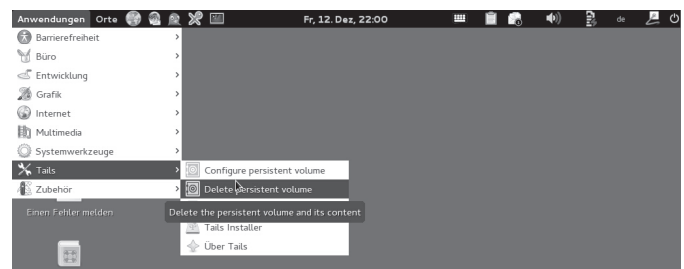 Anwendungen Orte Fr, 12. Dez, 22:00 de
Barrierefreiheit
Büro
Entwicklung
Grafik
Internet
Multimedia
Systemwerkzeuge
Tails
Zubehör
Configure persistent volume
Delete persistent volume
Delete the persistent volume and its content
Tails Installer
Über Tails
Einen Fehler melden